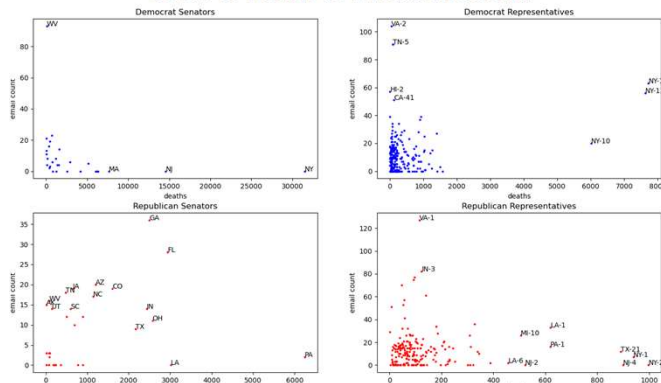 Democrat Senators
email count
80
60
40
20
0
WV
MA
NJ
NY
0 5000 10000 15000 20000 25000 30000
deaths
Democrat Representatives
email count
100
80
60
40
20
0
VA-2
TN-5
HI-2
CA-41
NY-10
0 1000 2000 3000 4000 5000 6000 7000
deaths
Republican Senators
email count
35
30
25
20
15
10
5
0
GA
FL
AZ
CO
IA
TN
NC
WV
UT
SC
IN
OH
TX
LA
PA
0 1000 2000 3000 4000 5000 6000
Republican Representatives
email count
120
100
80
60
40
20
0
VA-1
IN-3
LA-1
MI-10
PA-1
LA-6
NJ-2
TX-21
NY-1
NJ-4
0 200 400 600 800